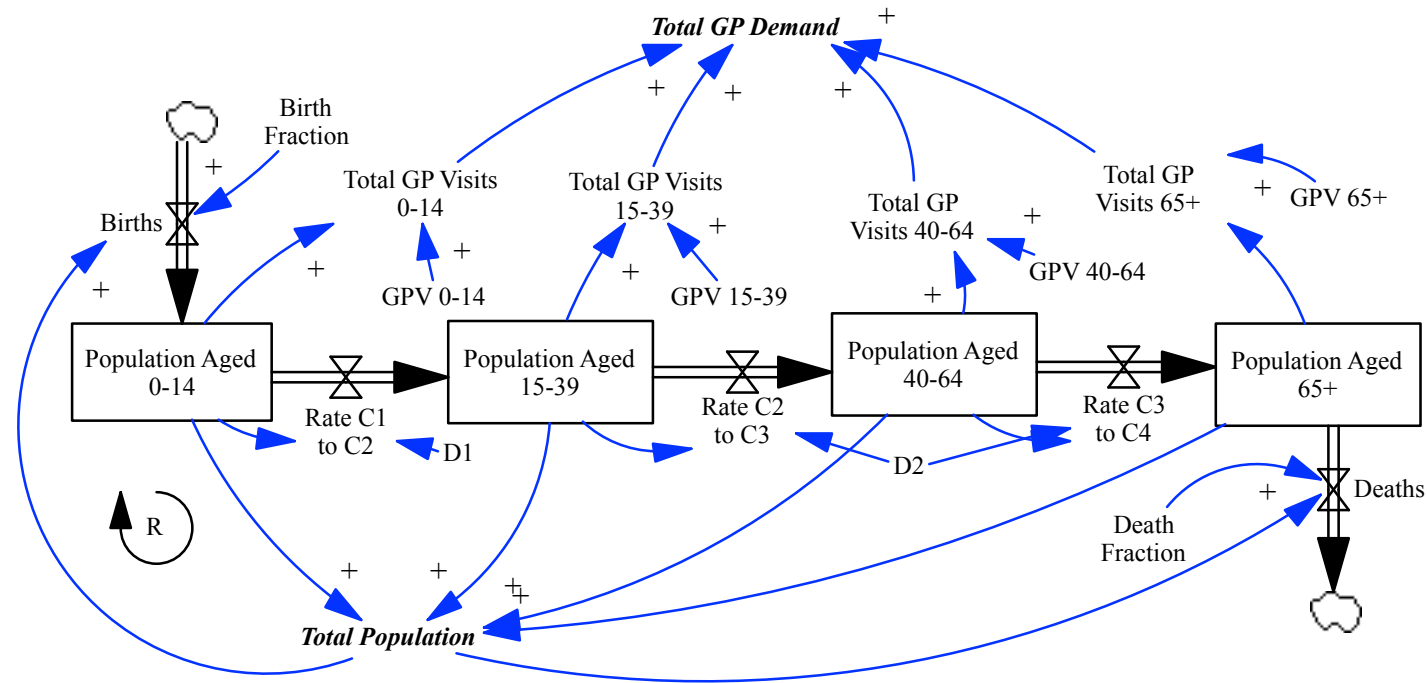 +
Total GP Demand
+
+
+
Birth
Fraction
+
+
Total GP Visits
0-14
Total GP Visits
15-39
Total GP
Visits 40-64
Total GP
Visits 65+
+
GPV 65+
Births
+
+
+
+
+
GPV 0-14
+
GPV 15-39
+
GPV 40-64
+
Population Aged
0-14
Population Aged
15-39
Population Aged
40-64
Population Aged
65+
Rate C1
to C2
D1
Rate C2
to C3
D2
Rate C3
to C4
R
+
Deaths
Death
Fraction
+
+
+
+
Total Population